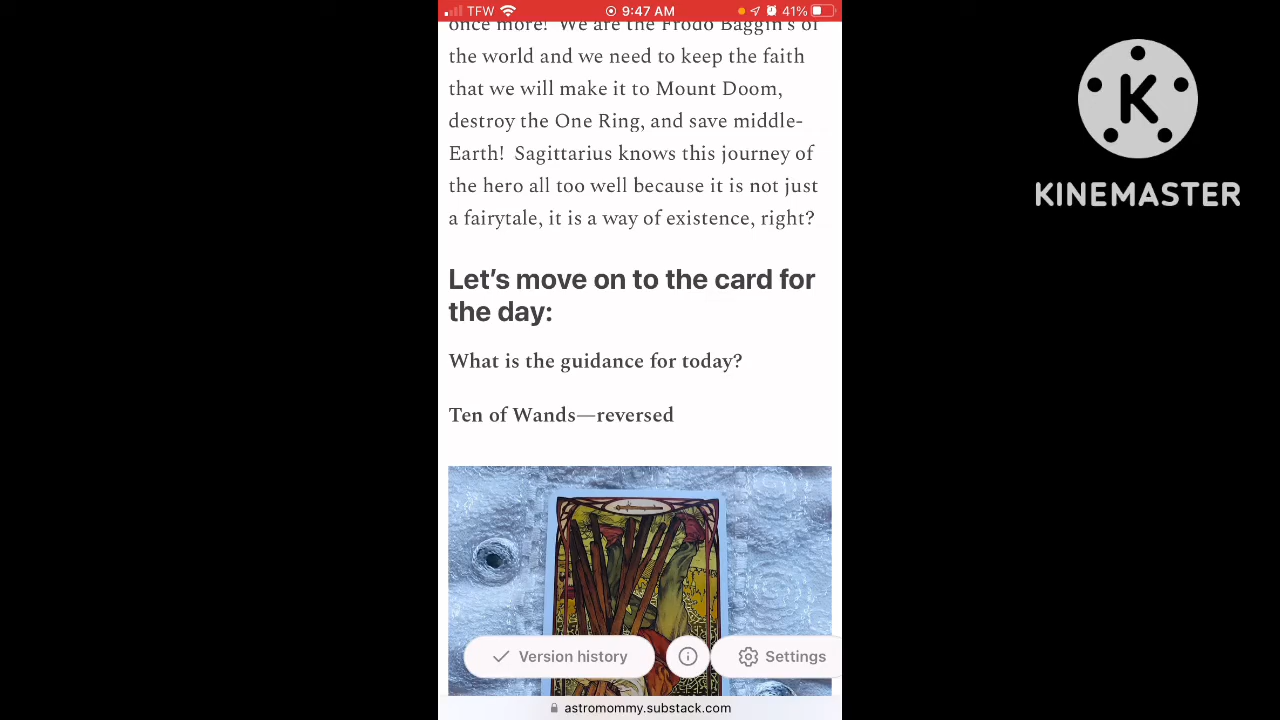 TFW 9:47 AM 41%
once more! We are the Frodo Baggin's of
the world and we need to keep the faith
that we will make it to Mount Doom,
destroy the One Ring, and save middle-
Earth! Sagittarius knows this journey of
the hero all too well because it is not just
a fairytale, it is a way of existence, right?
Let's move on to the card for
the day:
What is the guidance for today?
Ten of Wands—reversed
Version history
Settings
astromommy.substack.com
K
KINEMASTER